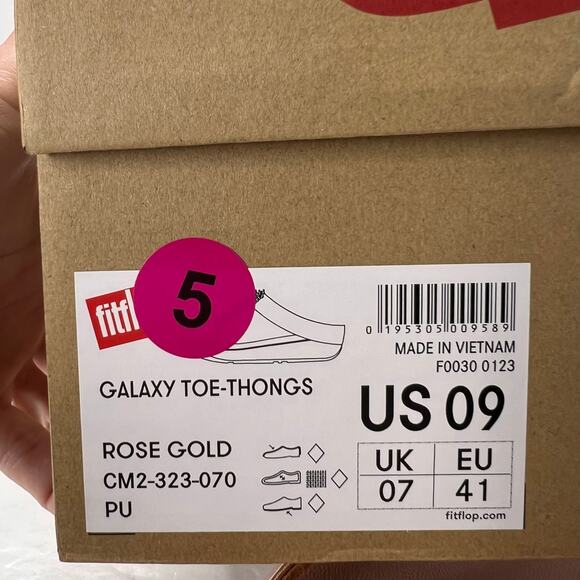 5
fitf
0 195305 009589
MADE IN VIETNAM
F0030 0123
GALAXY TOE-THONGS
US 09
ROSE GOLD
CM2-323-070
PU
UK EU
07 41
fitflop.com